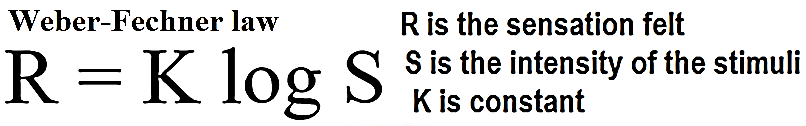 Weber-Fechner law
R = K log S
R is the sensation felt
S is the intensity of the stimuli
K is constant